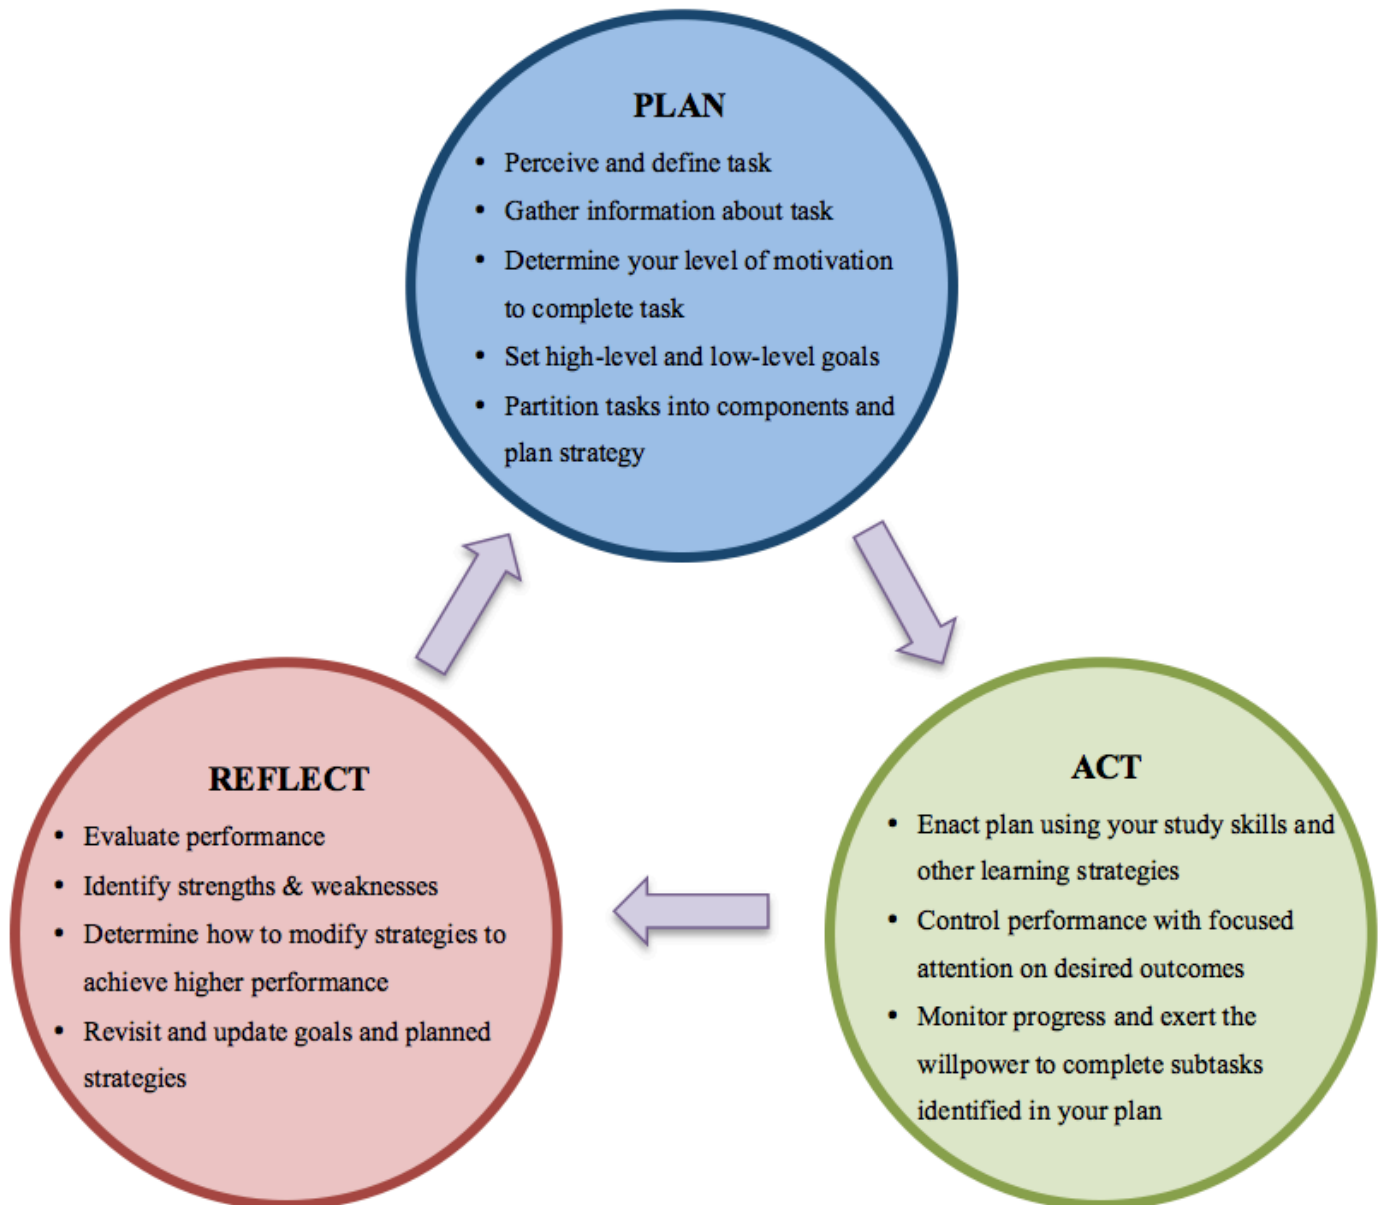 PLAN
• Perceive and define task
• Gather information about task
• Determine your level of motivation
to complete task
• Set high-level and low-level goals
• Partition tasks into components and
plan strategy
ACT
• Enact plan using your study skills and
other learning strategies
• Control performance with focused
attention on desired outcomes
• Monitor progress and exert the
willpower to complete subtasks
identified in your plan
REFLECT
• Evaluate performance
• Identify strengths & weaknesses
• Determine how to modify strategies to
achieve higher performance
• Revisit and update goals and planned
strategies